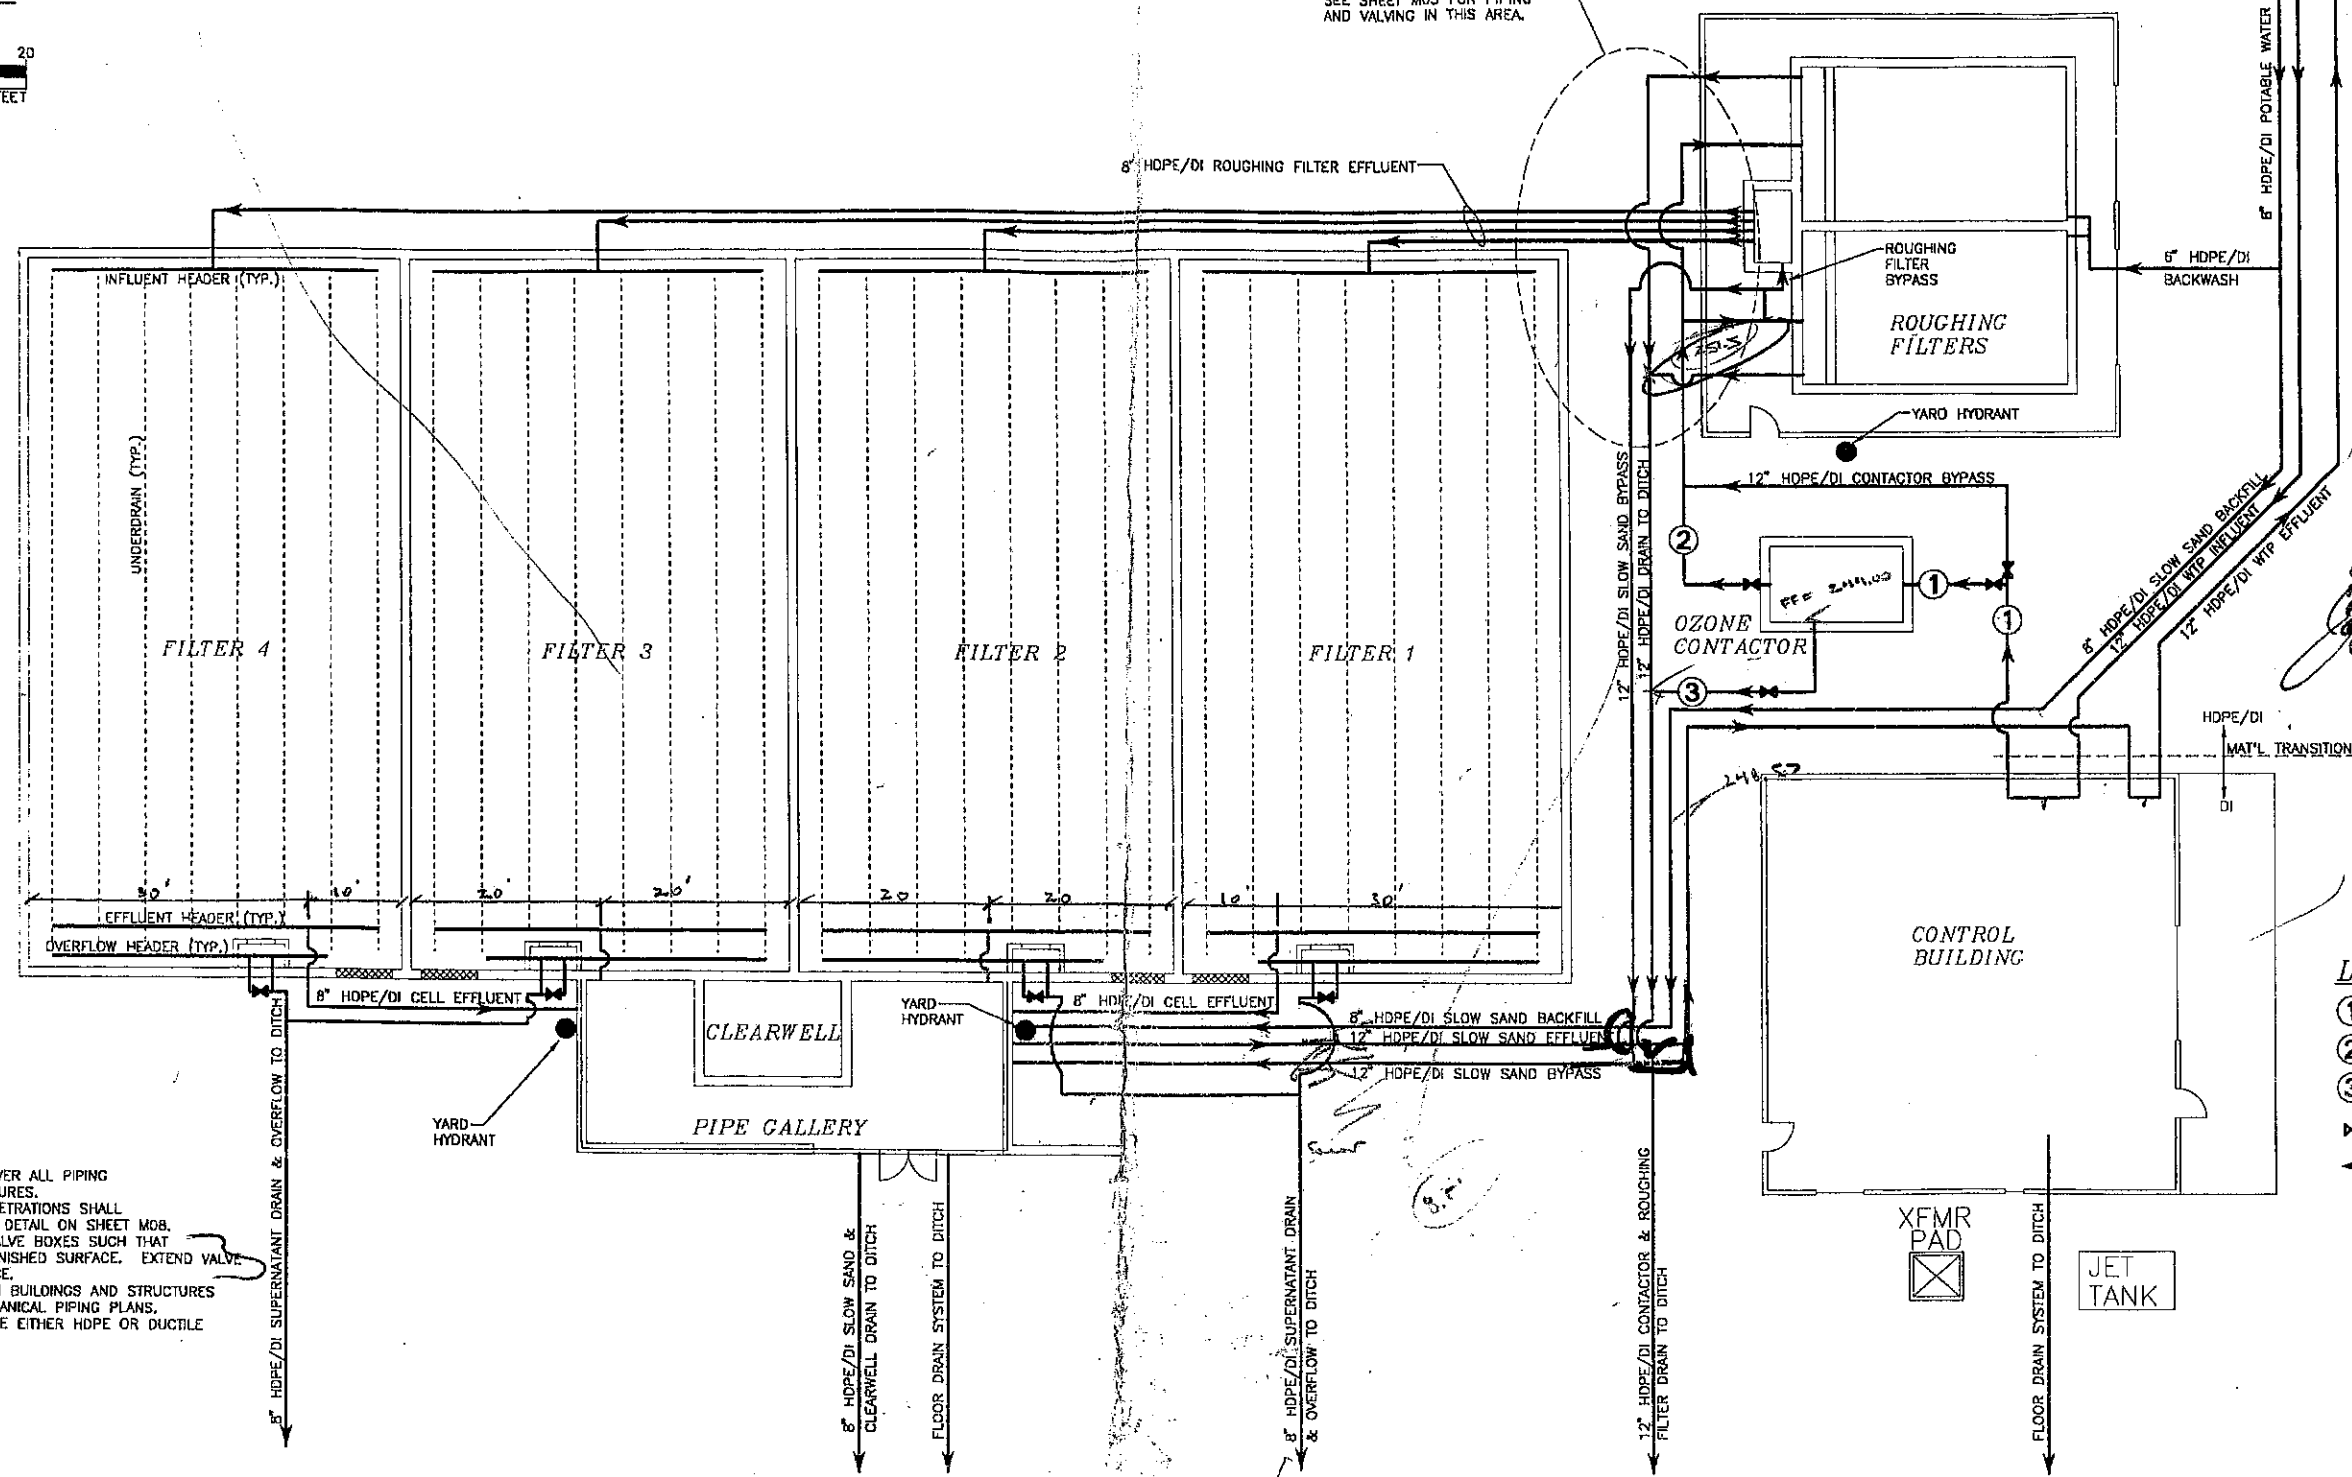 20
AND VALVING IN THIS AREA.
8" HDPE/DI POTABLE WATER
8" HDPE/DI ROUGHING FILTER EFFLUENT
INFLUENT HEADER (TYP.)
ROUGHING
FILTER
BYPASS
6" HDPE/DI
BACKWASH
ROUGHING
FILTERS
YARD HYDRANT
UNDERDRAIN (TYP.)
12" HDPE/DI SLOW SAND BYPASS
12" HDPE/DI DRAIN TO DITCH
12" HDPE/DI CONTACTOR BYPASS
2
1
1
FF= 244.00
OZONE
CONTACTOR
3
8" HDPE/DI SLOW SAND BACKFILL
12" HDPE/DI WTP INFLUENT
12" HDPE/DI WTP EFFLUENT
FILTER 4
FILTER 3
FILTER 2
FILTER 1
HDPE/DI
MAT'L TRANSITION
DI
30'
10'
20'
20'
20
20
10'
30'
EFFLUENT HEADER (TYP.)
OVERFLOW HEADER (TYP.)
CONTROL
BUILDING
8" HDPE/DI CELL EFFLUENT
YARD
HYDRANT
8" HDPE/DI CELL EFFLUENT
8" HDPE/DI SLOW SAND BACKFILL
12" HDPE/DI SLOW SAND EFFLUENT
12" HDPE/DI SLOW SAND BYPASS
CLEARWELL
YARD
HYDRANT
PIPE GALLERY
1
2
3
VER ALL PIPING
URES.
ETRATIONS SHALL
DETAIL ON SHEET M08.
LVE BOXES SUCH THAT
NISHED SURFACE. EXTEND VALVE
CE.
BUILDINGS AND STRUCTURES
ANICAL PIPING PLANS.
E EITHER HDPE OR DUCTILE
8" HDPE/DI SUPERNATANT DRAIN & OVERFLOW TO DITCH
8" HDPE/DI SLOW SAND &
CLEARWELL DRAIN TO DITCH
FLOOR DRAIN SYSTEM TO DITCH
8" HDPE/DI SUPERNATANT DRAIN
& OVERFLOW TO DITCH
12" HDPE/DI CONTACTOR & ROUGHING
FILTER DRAIN TO DITCH
XFMR
PAD
FLOOR DRAIN SYSTEM TO DITCH
JET
TANK